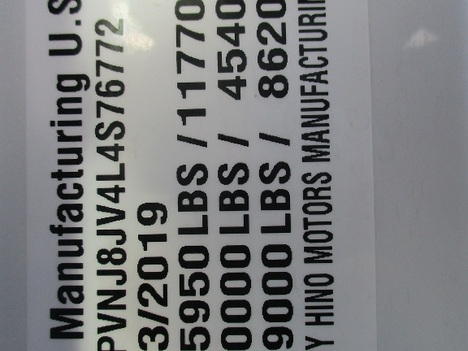 Manufacturing U.S
PVNJ8JV4L4S76772
3/2019
5950 LBS / 11770
0000 LBS / 4540
9000 LBS / 8620
Y HINO MOTORS MANUFACTURIN